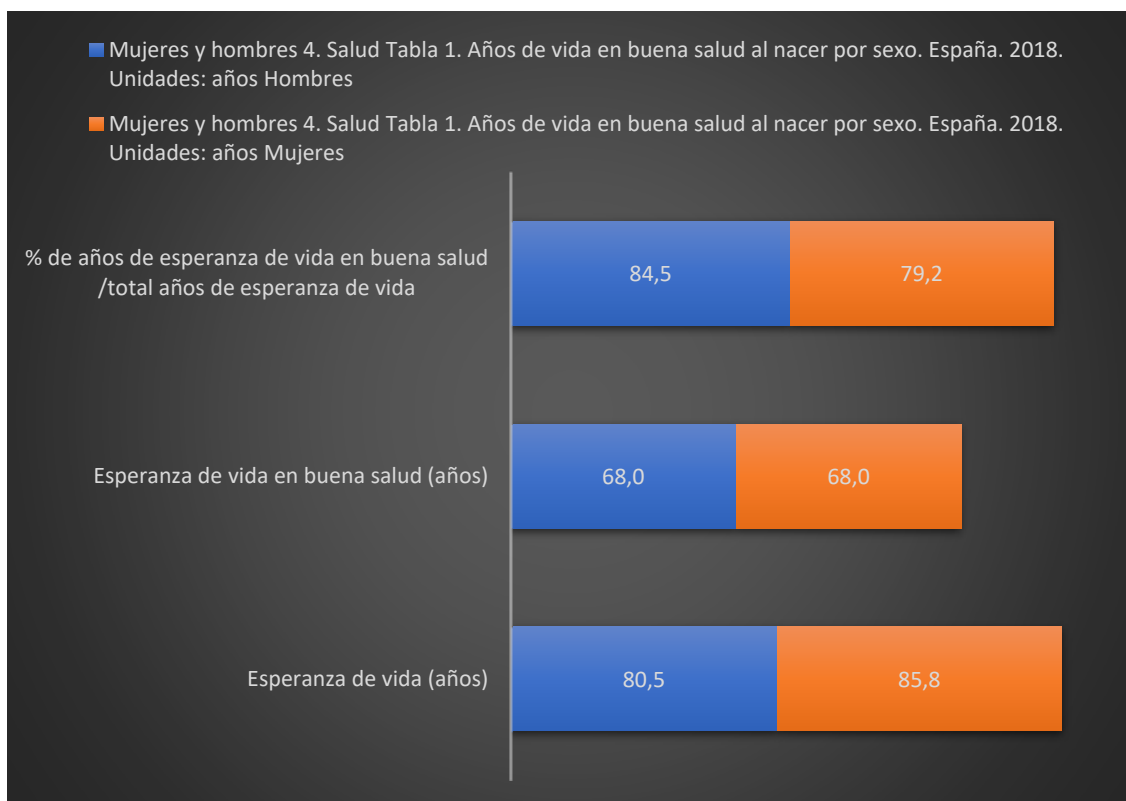 Mujeres y hombres 4. Salud Tabla 1. Años de vida en buena salud al nacer por sexo. España. 2018.
Unidades: años Hombres
Mujeres y hombres 4. Salud Tabla 1. Años de vida en buena salud al nacer por sexo. España. 2018.
Unidades: años Mujeres
% de años de esperanza de vida en buena salud
/total años de esperanza de vida
84,5
79,2
Esperanza de vida en buena salud (años)
68,0
68,0
Esperanza de vida (años)
80,5
85,8